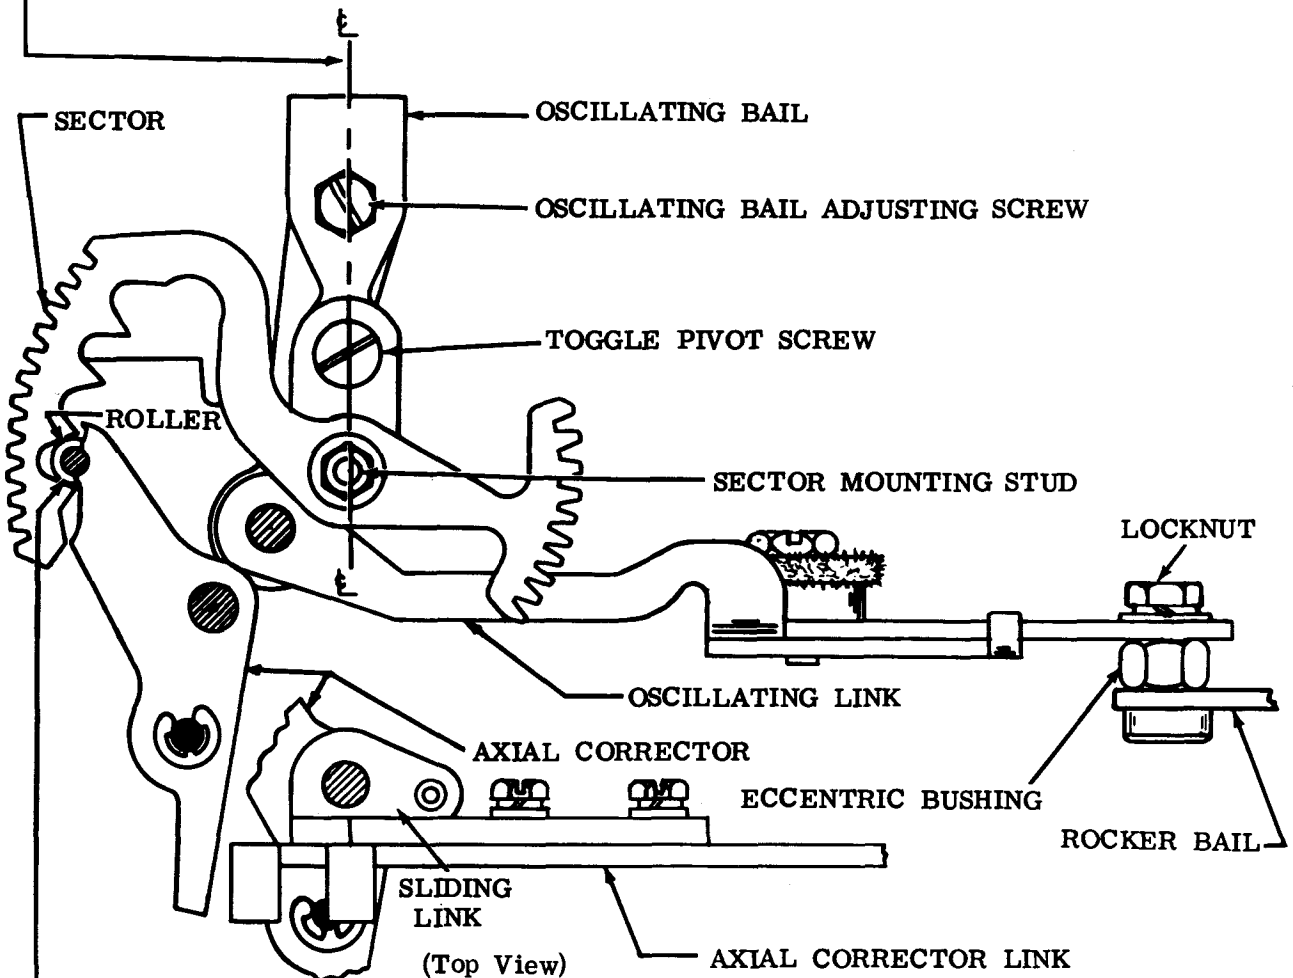 ℄
SECTOR
OSCILLATING BAIL
OSCILLATING BAIL ADJUSTING SCREW
TOGGLE PIVOT SCREW
ROLLER
SECTOR MOUNTING STUD
LOCKNUT
℄
OSCILLATING LINK
AXIAL CORRECTOR
ECCENTRIC BUSHING
ROCKER BAIL
SLIDING
LINK
(Top View)
AXIAL CORRECTOR LINK